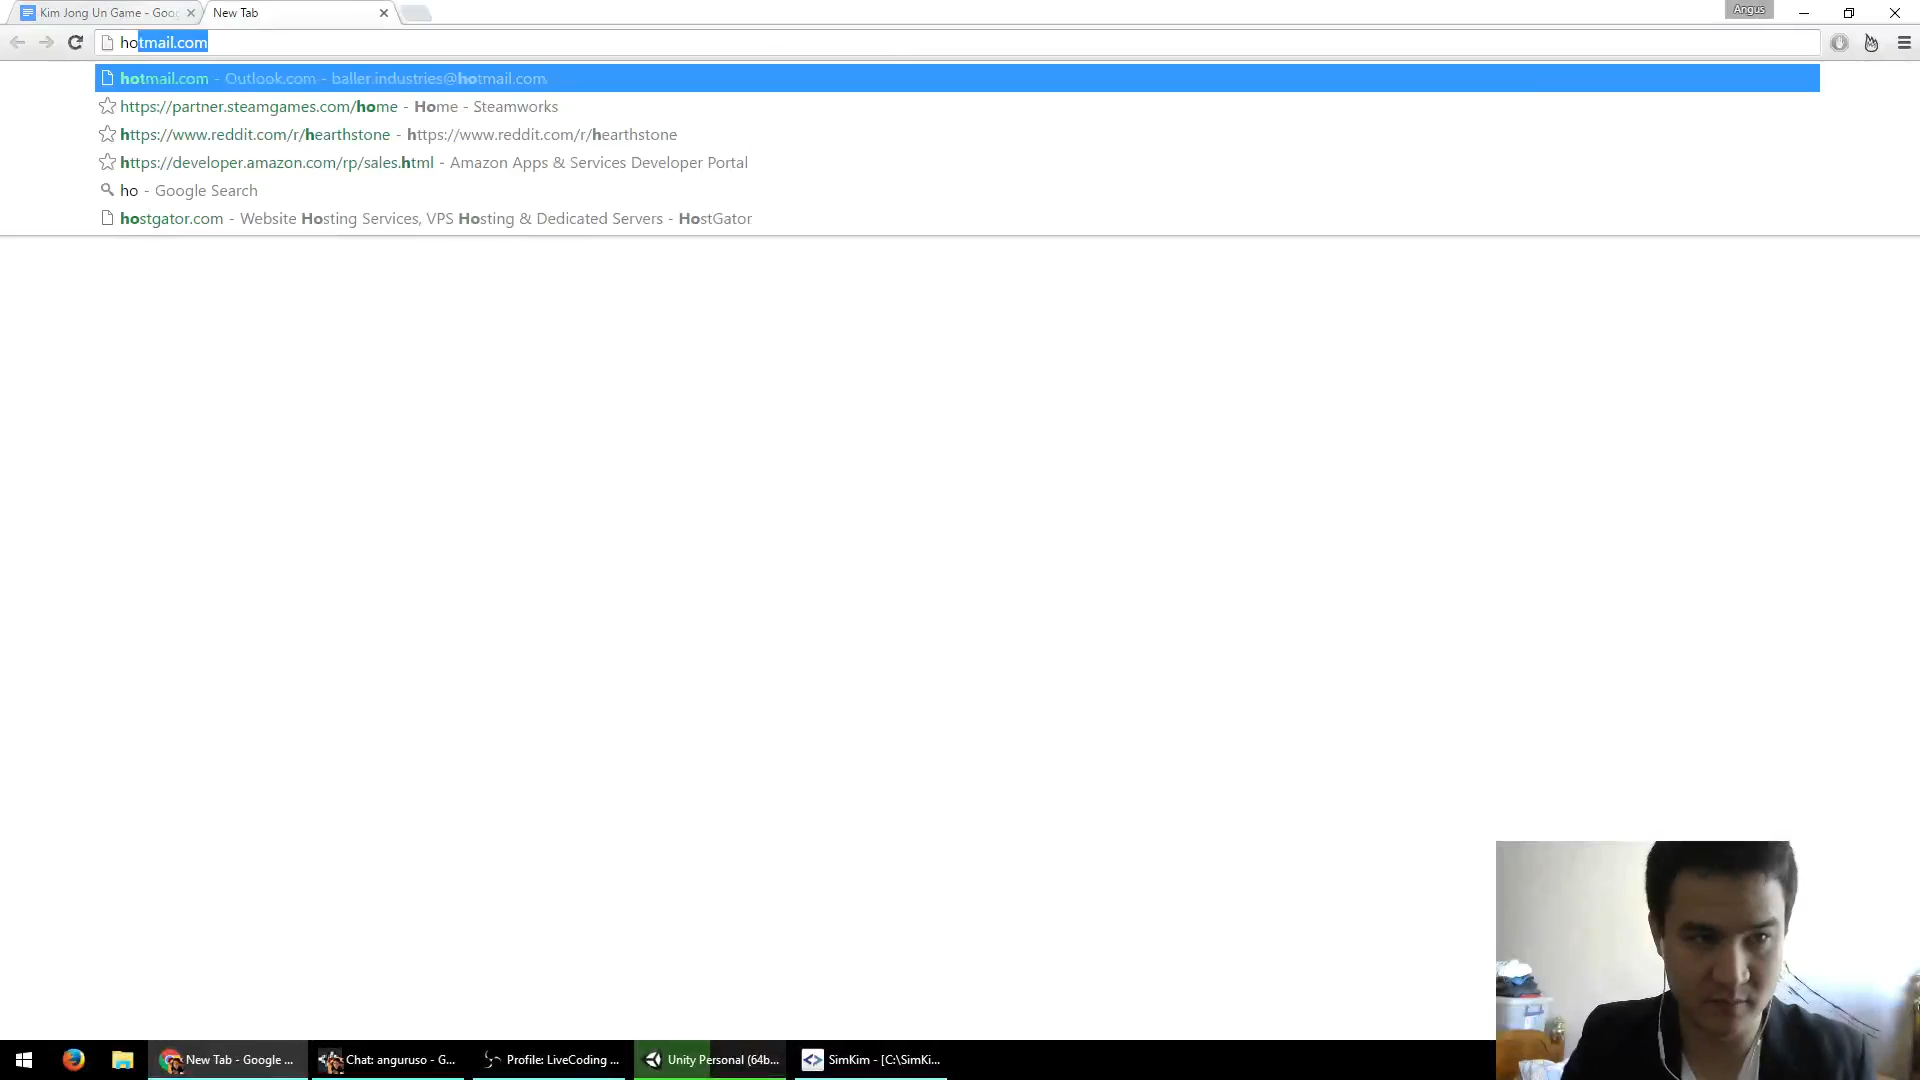 Kim Jong Un Game - Goo
New Tab
Angus
hotmail.com
hotmail.com - Outlook.com - baller.industries@hotmail.com
https://partner.steamgames.com/home - Home - Steamworks
https://www.reddit.com/r/hearthstone - https://www.reddit.com/r/hearthstone
https://developer.amazon.com/rp/sales.html - Amazon Apps & Services Developer Portal
ho - Google Search
hostgator.com - Website Hosting Services, VPS Hosting & Dedicated Servers - HostGator
New Tab - Google ...
Chat: anguruso - G...
Profile: LiveCoding ...
Unity Personal (64b...
SimKim - [C:\SimKi...